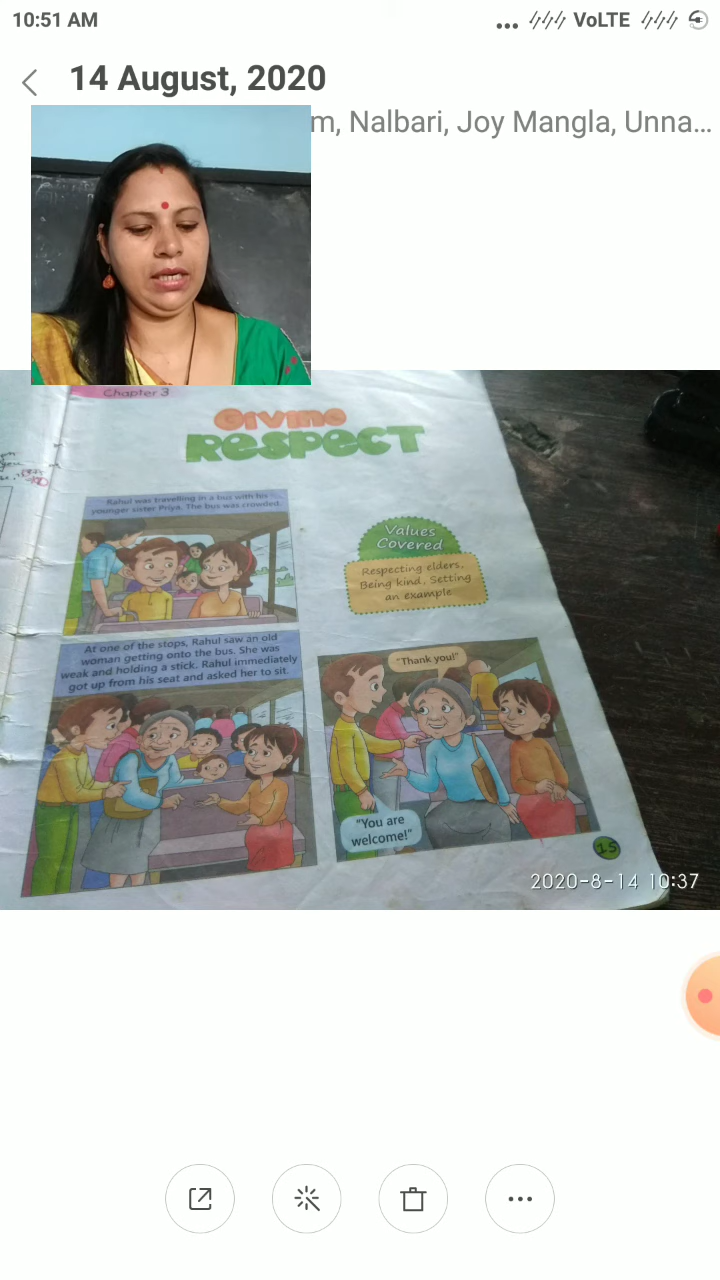 10:51 AM
VoLTE
14 August, 2020
m, Nalbari, Joy Mangla, Unna...
Chapter 3
Giving
Respect
Rahul was travelling in a bus with his
younger sister Priya. The bus was crowded.
Values
Covered
Respecting elders,
Being kind, Setting
an example
At one of the stops, Rahul saw an old
woman getting onto the bus. She was
weak and holding a stick. Rahul immediately
got up from his seat and asked her to sit.
"Thank you!"
"You are
welcome!"
15
2020-8-14 10:37